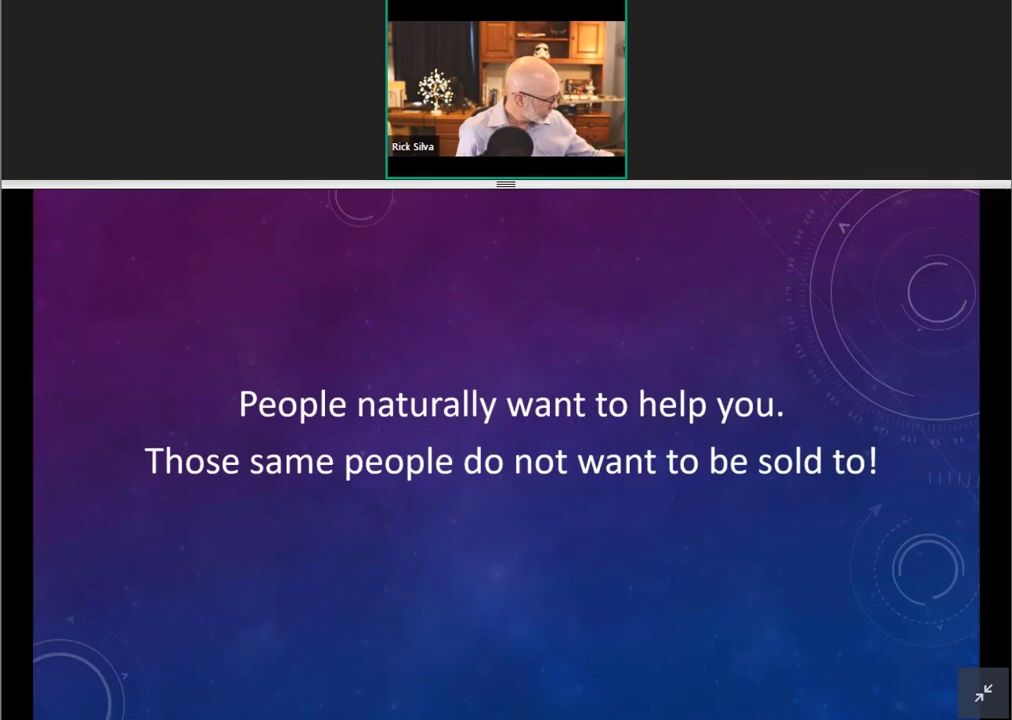 Rick Silva
People naturally want to help you.
Those same people do not want to be sold to!